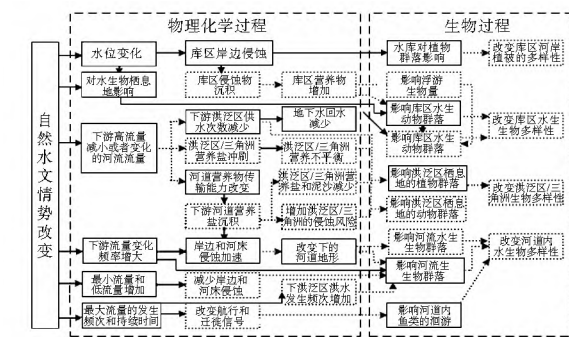 物理化学过程
生物过程
自然水文情势改变
水位变化
库区岸边侵蚀
水库对植物
群落影响
改变库区河岸
植被的多样性
对水生物栖息
地影响
库区侵蚀物
沉积
库区营养物
增加
影响浮游
生物量
影响库区水生
动物群落
影响库区水生
动物群落
改变库区水生
生物多样性
下游高流量
减小或者变化
的河流流量
下游洪泛区供
水次数减少
地下水回水
减少
洪泛区/三角洲
营养盐冲刷
洪泛区/三角洲
营养不平衡
河道营养物传
输能力改变
洪泛区/三角洲营
养盐和泥沙减少
影响洪泛区栖息
地的植物群落
改变洪泛区/三
角洲生物多样性
下游河道营养
盐沉积
增加洪泛区/三
角洲的侵蚀风险
影响洪泛区栖息
地的动物群落
下游流量变化
频率增大
岸边和河床
侵蚀加速
改变下的
河道地形
影响河流水生
生物群落
影响河流生
生物群落
改变河道内
水生物多样性
最小流量和
低流量增加
减少岸边和
河床侵蚀
下洪泛区洪水
发生频次增加
最大流量的发生
频次和持续时间
改变航行和
迁徙信号
影响河道内
鱼类的洄游